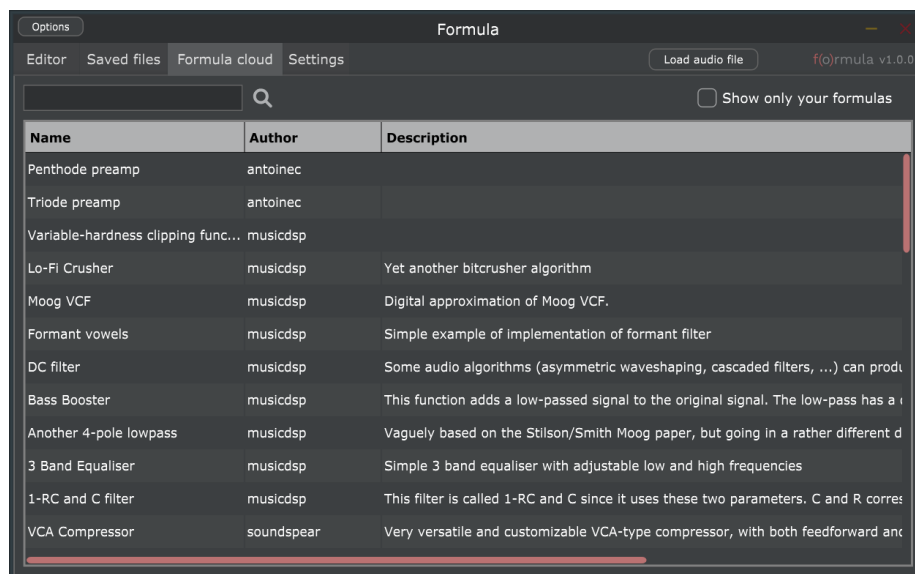 Options
Formula
Editor Saved files Formula cloud Settings Load audio file f(o)rmula v1.0.0
Show only your formulas
Name Author Description
Penthode preamp antoinec
Triode preamp antoinec
Variable-hardness clipping func... musicdsp
Lo-Fi Crusher musicdsp Yet another bitcrusher algorithm
Moog VCF musicdsp Digital approximation of Moog VCF.
Formant vowels musicdsp Simple example of implementation of formant filter
DC filter musicdsp Some audio algorithms (asymmetric waveshaping, cascaded filters, ...) can produ
Bass Booster musicdsp This function adds a low-passed signal to the original signal. The low-pass has a
Another 4-pole lowpass musicdsp Vaguely based on the Stilson/Smith Moog paper, but going in a rather different d
3 Band Equaliser musicdsp Simple 3 band equaliser with adjustable low and high frequencies
1-RC and C filter musicdsp This filter is called 1-RC and C since it uses these two parameters. C and R corres
VCA Compressor soundspear Very versatile and customizable VCA-type compressor, with both feedforward and